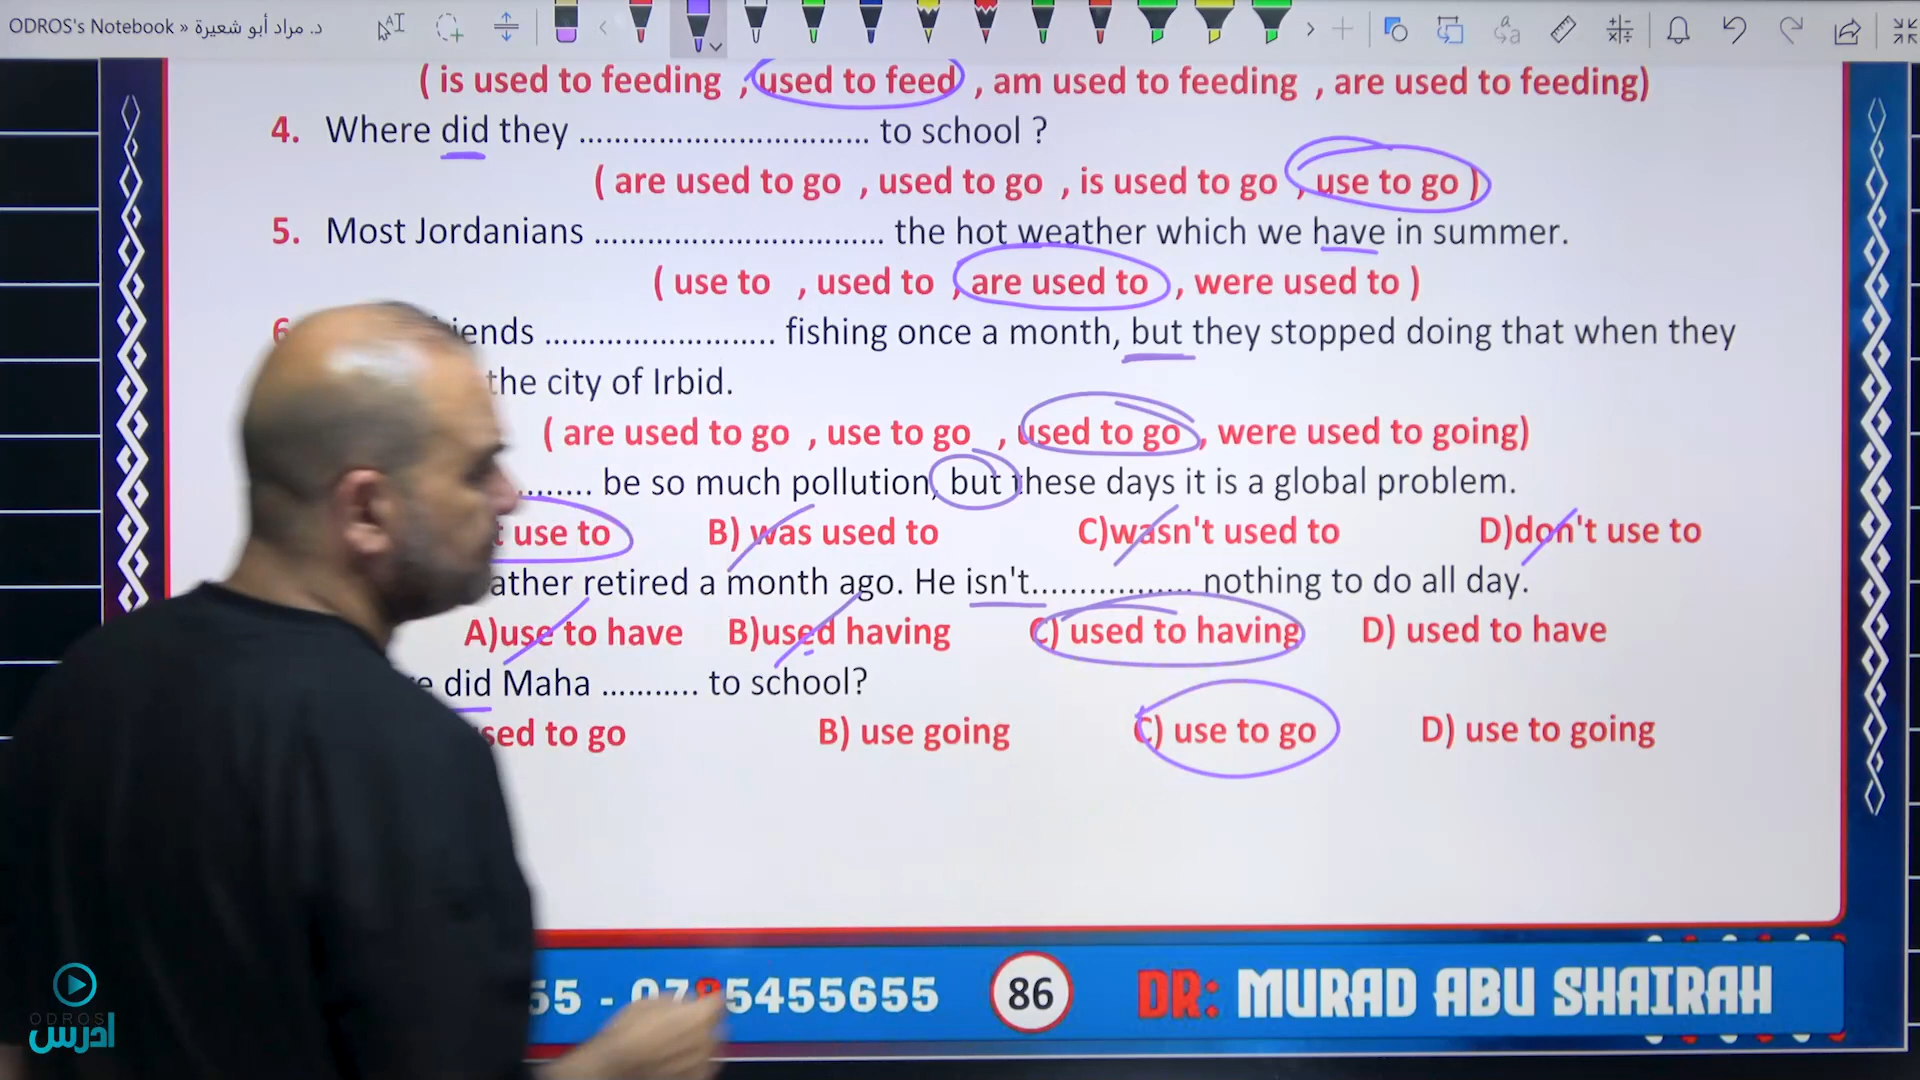 ODROS's Notebook » د. مراد أبو شعيرة
( is used to feeding , used to feed , am used to feeding , are used to feeding)
4. Where did they ................................ to school ?
( are used to go , used to go , is used to go , use to go )
5. Most Jordanians ................................ the hot weather which we have in summer.
( use to , used to , are used to , were used to )
fishing once a month, but they stopped doing that when they
the city of Irbid.
( are used to go , use to go , used to go , were used to going)
........ be so much pollution, but these days it is a global problem.
use to B) was used to C)wasn't used to D)don't use to
retired a month ago. He isn't.................. nothing to do all day.
A)use to have B)used having C) used to having D) used to have
did Maha ........... to school?
to go B) use going C) use to go D) use to going
55 - 0795455655 86 DR: MURAD ABU SHAIRAH
ODROS
ادرس